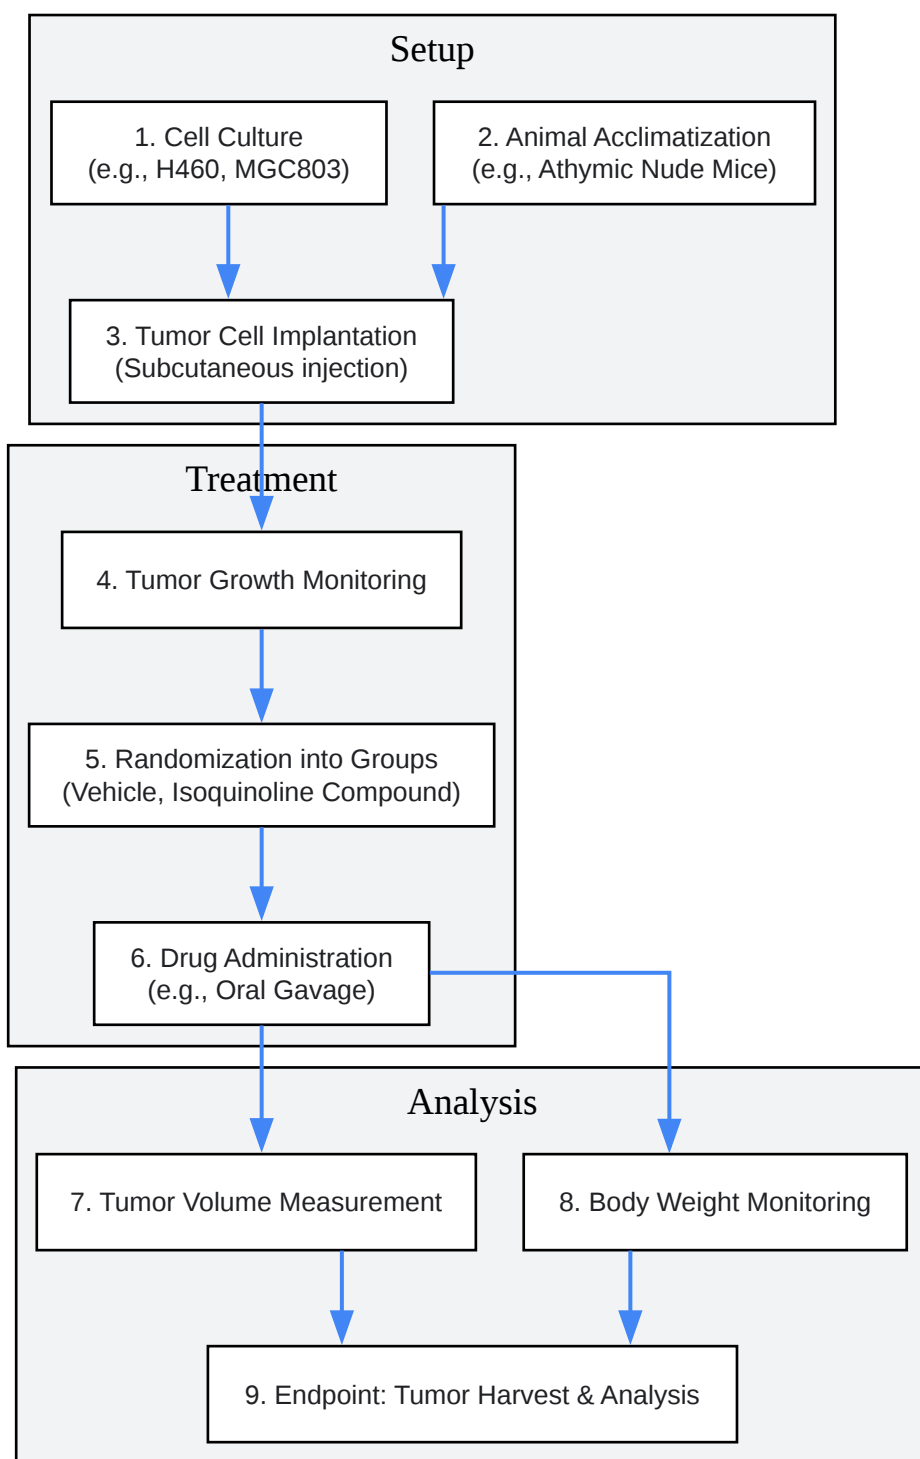 Setup
1. Cell Culture
(e.g., H460, MGC803)
2. Animal Acclimatization
(e.g., Athymic Nude Mice)
3. Tumor Cell Implantation
(Subcutaneous injection)
Treatment
4. Tumor Growth Monitoring
5. Randomization into Groups
(Vehicle, Isoquinoline Compound)
6. Drug Administration
(e.g., Oral Gavage)
Analysis
7. Tumor Volume Measurement
8. Body Weight Monitoring
9. Endpoint: Tumor Harvest & Analysis